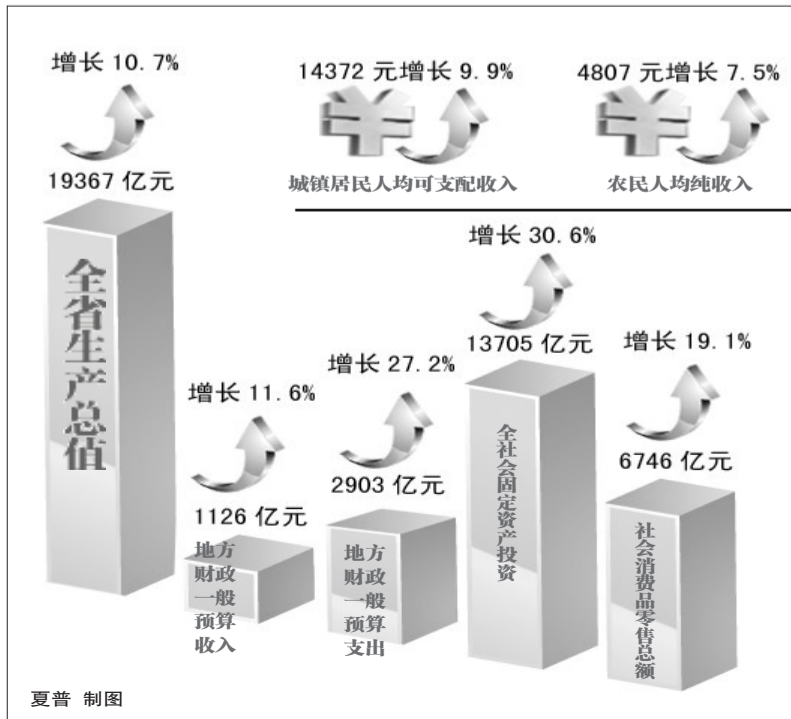 增长 10.7%
19367 亿元
全省生产总值
14372 元增长 9.9%
城镇居民人均可支配收入
4807 元增长 7.5%
农民人均纯收入
增长 11.6%
1126 亿元
地方
财政
一般
预算
收入
增长 27.2%
2903 亿元
地方
财政
一般
预算
支出
增长 30.6%
13705 亿元
全社会固定资产投资
增长 19.1%
6746 亿元
社会消费品零售总额
夏普 制图